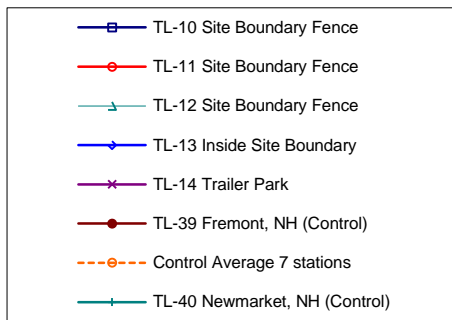 TL-10 Site Boundary Fence
TL-11 Site Boundary Fence
TL-12 Site Boundary Fence
TL-13 Inside Site Boundary
TL-14 Trailer Park
TL-39 Fremont, NH (Control)
Control Average 7 stations
TL-40 Newmarket, NH (Control)